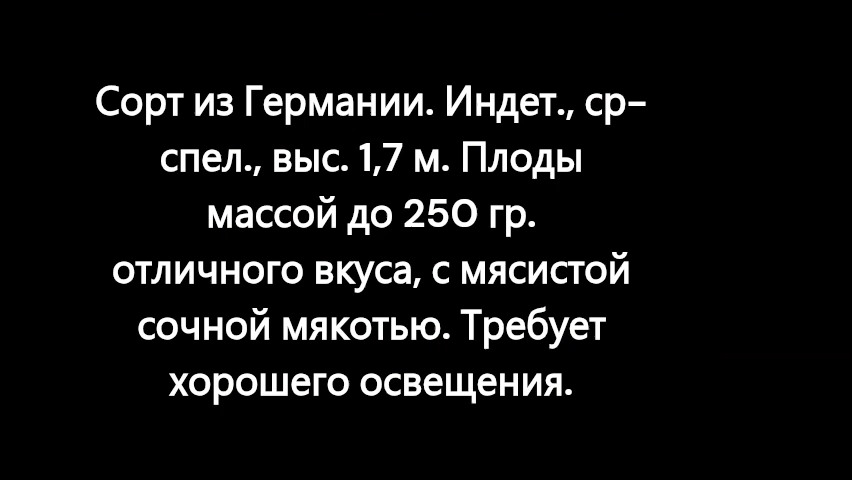 Сорт из Германии. Индет., ср-
спел., выс. 1,7 м. Плоды
массой до 250 гр.
отличного вкуса, с мясистой
сочной мякотью. Требует
хорошего освещения.